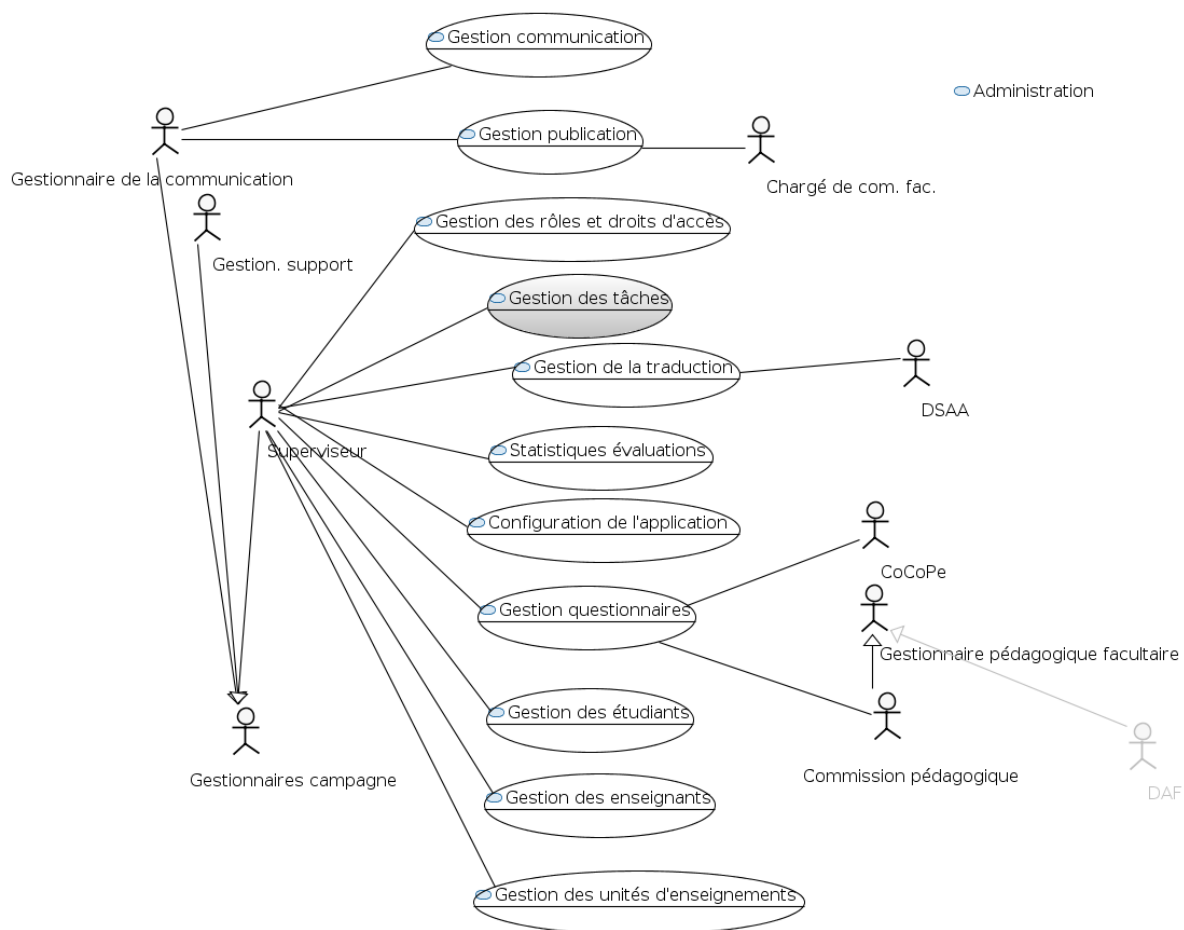 Gestion communication
Administration
Gestion publication
Gestionnaire de la communication
Chargé de com. fac.
Gestion des rôles et droits d'accès
Gestion. support
Gestion des tâches
Gestion de la traduction
DSAA
Superviseur
Statistiques évaluations
Configuration de l'application
CoCoPe
Gestion questionnaires
Gestionnaire pédagogique facultaire
Gestion des étudiants
Gestionnaires campagne
Commission pédagogique
DAF
Gestion des enseignants
Gestion des unités d'enseignements